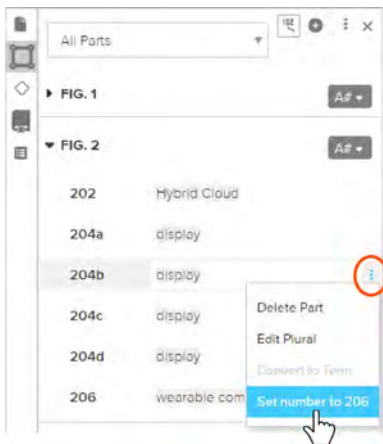 102
All Parts
FIG. 1
A#
FIG. 2
A#
202 Hybrid Cloud
204a display
204b display
204c display
204d display
206 wearable com
Delete Part
Edit Plural
Convert to Term
Set number to 206